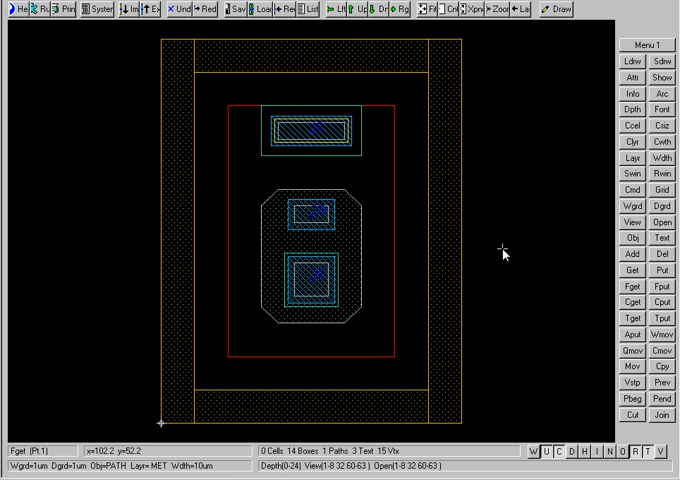 He Ru Prin Syster Im Ex Und Red Sav Load Re List Lft Up Dn Rg Fit Cn Xpn Zoor La Draw
Menu 1
Ldrw Sdrw
Attr Show
Info Arc
Dpth Font
Ccel Csiz
Clyr Cwth
Layr Wdth
Swin Rwin
Cmd Grid
Wgrd Dgrd
View Open
Obj Text
Add Del
Get Put
Fget Fput
Cget Cput
Tget Tput
Aput Wmov
Qmov Cmov
Mov Cpy
Vstp Prev
Pbeg Pend
Cut Join
Fget (Pt.1) x=102.2 y=52.2 0 Cells 14 Boxes 1 Paths 3 Text 15 Vtx W U C D H I N O R T V
Wgrd=1um Dgrd=1um Obj=PATH Layr= MET Wdth=10um Depth(0-24) View(1-8 32 60-63 ) Open(1-8 32 60-63 )